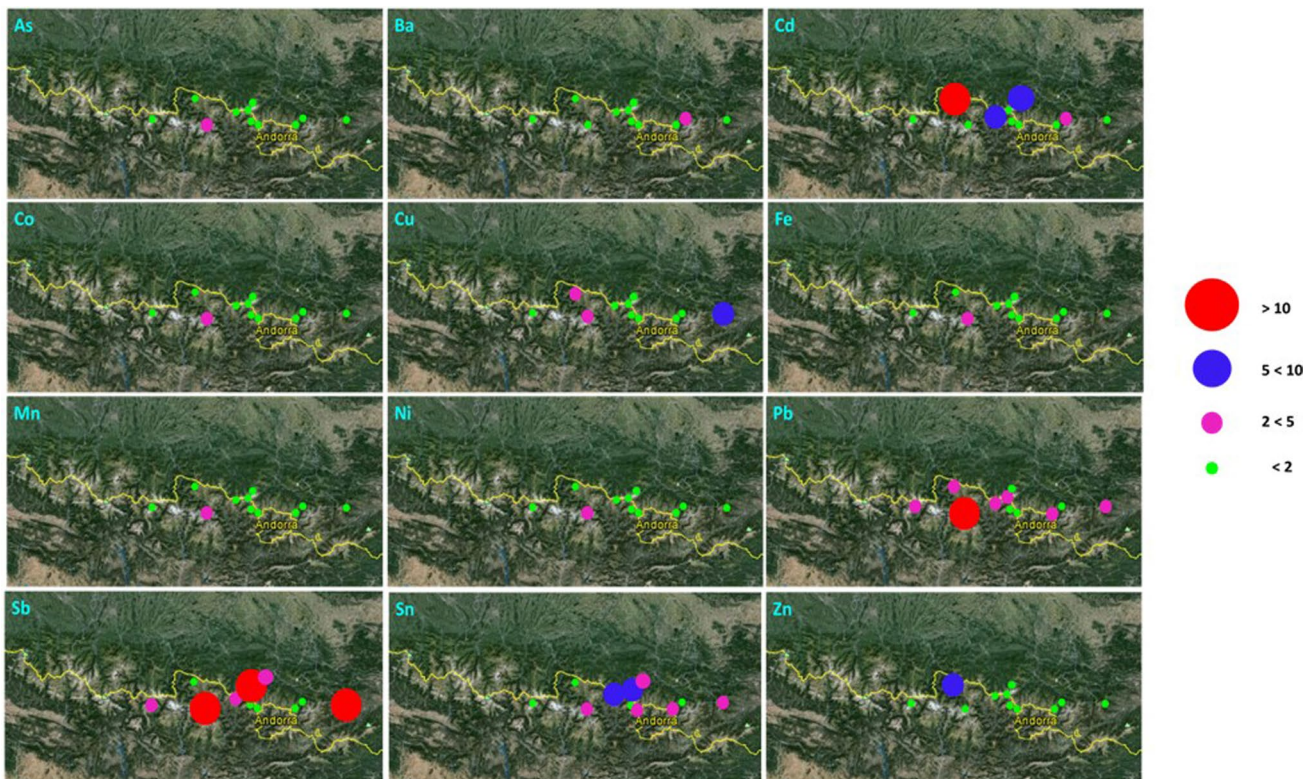 As
Ba
Cd
Andorra
Andorra
Andorra
Co
Cu
Fe
Andorra
Andorra
Andorra
> 10
5 < 10
2 < 5
< 2
Mn
Ni
Pb
Andorra
Andorra
Andorra
Sb
Sn
Zn
Andorra
Andorra
Andorra